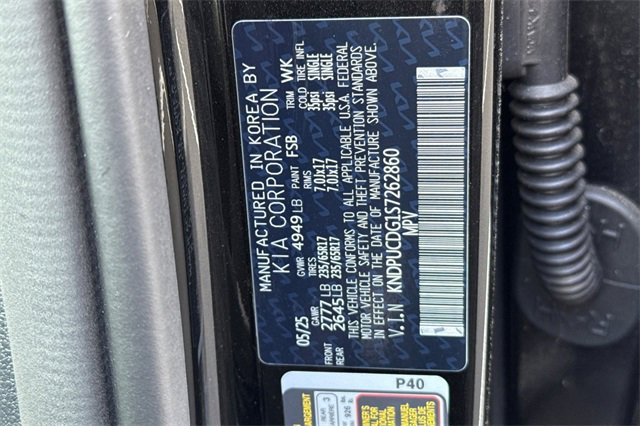 MANUFACTURED IN KOREA BY
KIA CORPORATION
05/25 GVWR 4949 LB PAINT FSB TRIM WK
GAWR TIRES RIMS COLD TIRE INFL
FRONT 2777 LB 235/65R17 7.0Jx17 35psi SINGLE
REAR 2645 LB 235/65R17 7.0Jx17 35psi SINGLE
THIS VEHICLE CONFORMS TO ALL APPLICABLE U.S.A. FEDERAL
MOTOR VEHICLE SAFETY AND THEFT PREVENTION STANDARDS
IN EFFECT ON THE DATE OF MANUFACTURE SHOWN ABOVE.
V.I.N KNDPUCDG1S7262860
MPV
P40
REAR 3
926